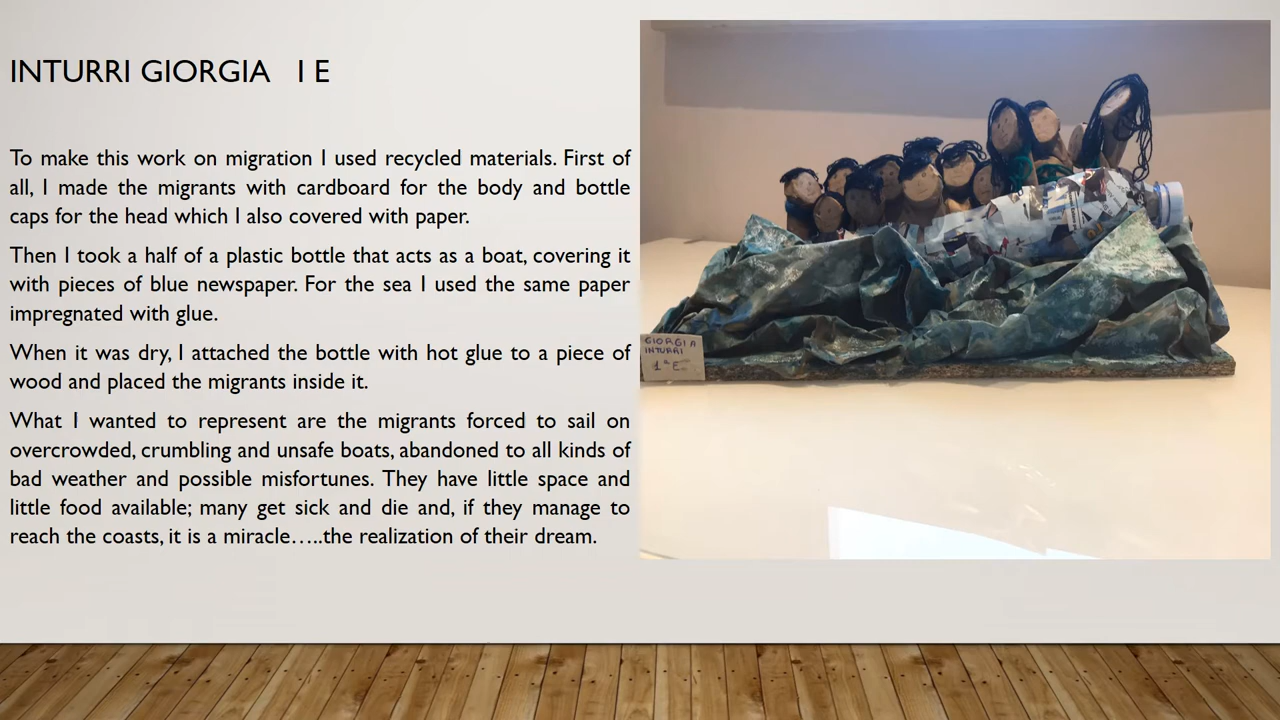 INTURRI GIORGIA I E
To make this work on migration I used recycled materials. First of
all, I made the migrants with cardboard for the body and bottle
caps for the head which I also covered with paper.
Then I took a half of a plastic bottle that acts as a boat, covering it
with pieces of blue newspaper. For the sea I used the same paper
impregnated with glue.
When it was dry, I attached the bottle with hot glue to a piece of
wood and placed the migrants inside it.
What I wanted to represent are the migrants forced to sail on
overcrowded, crumbling and unsafe boats, abandoned to all kinds of
bad weather and possible misfortunes. They have little space and
little food available; many get sick and die and, if they manage to
reach the coasts, it is a miracle…..the realization of their dream.
GIORGIA
INTURRI
1ª E